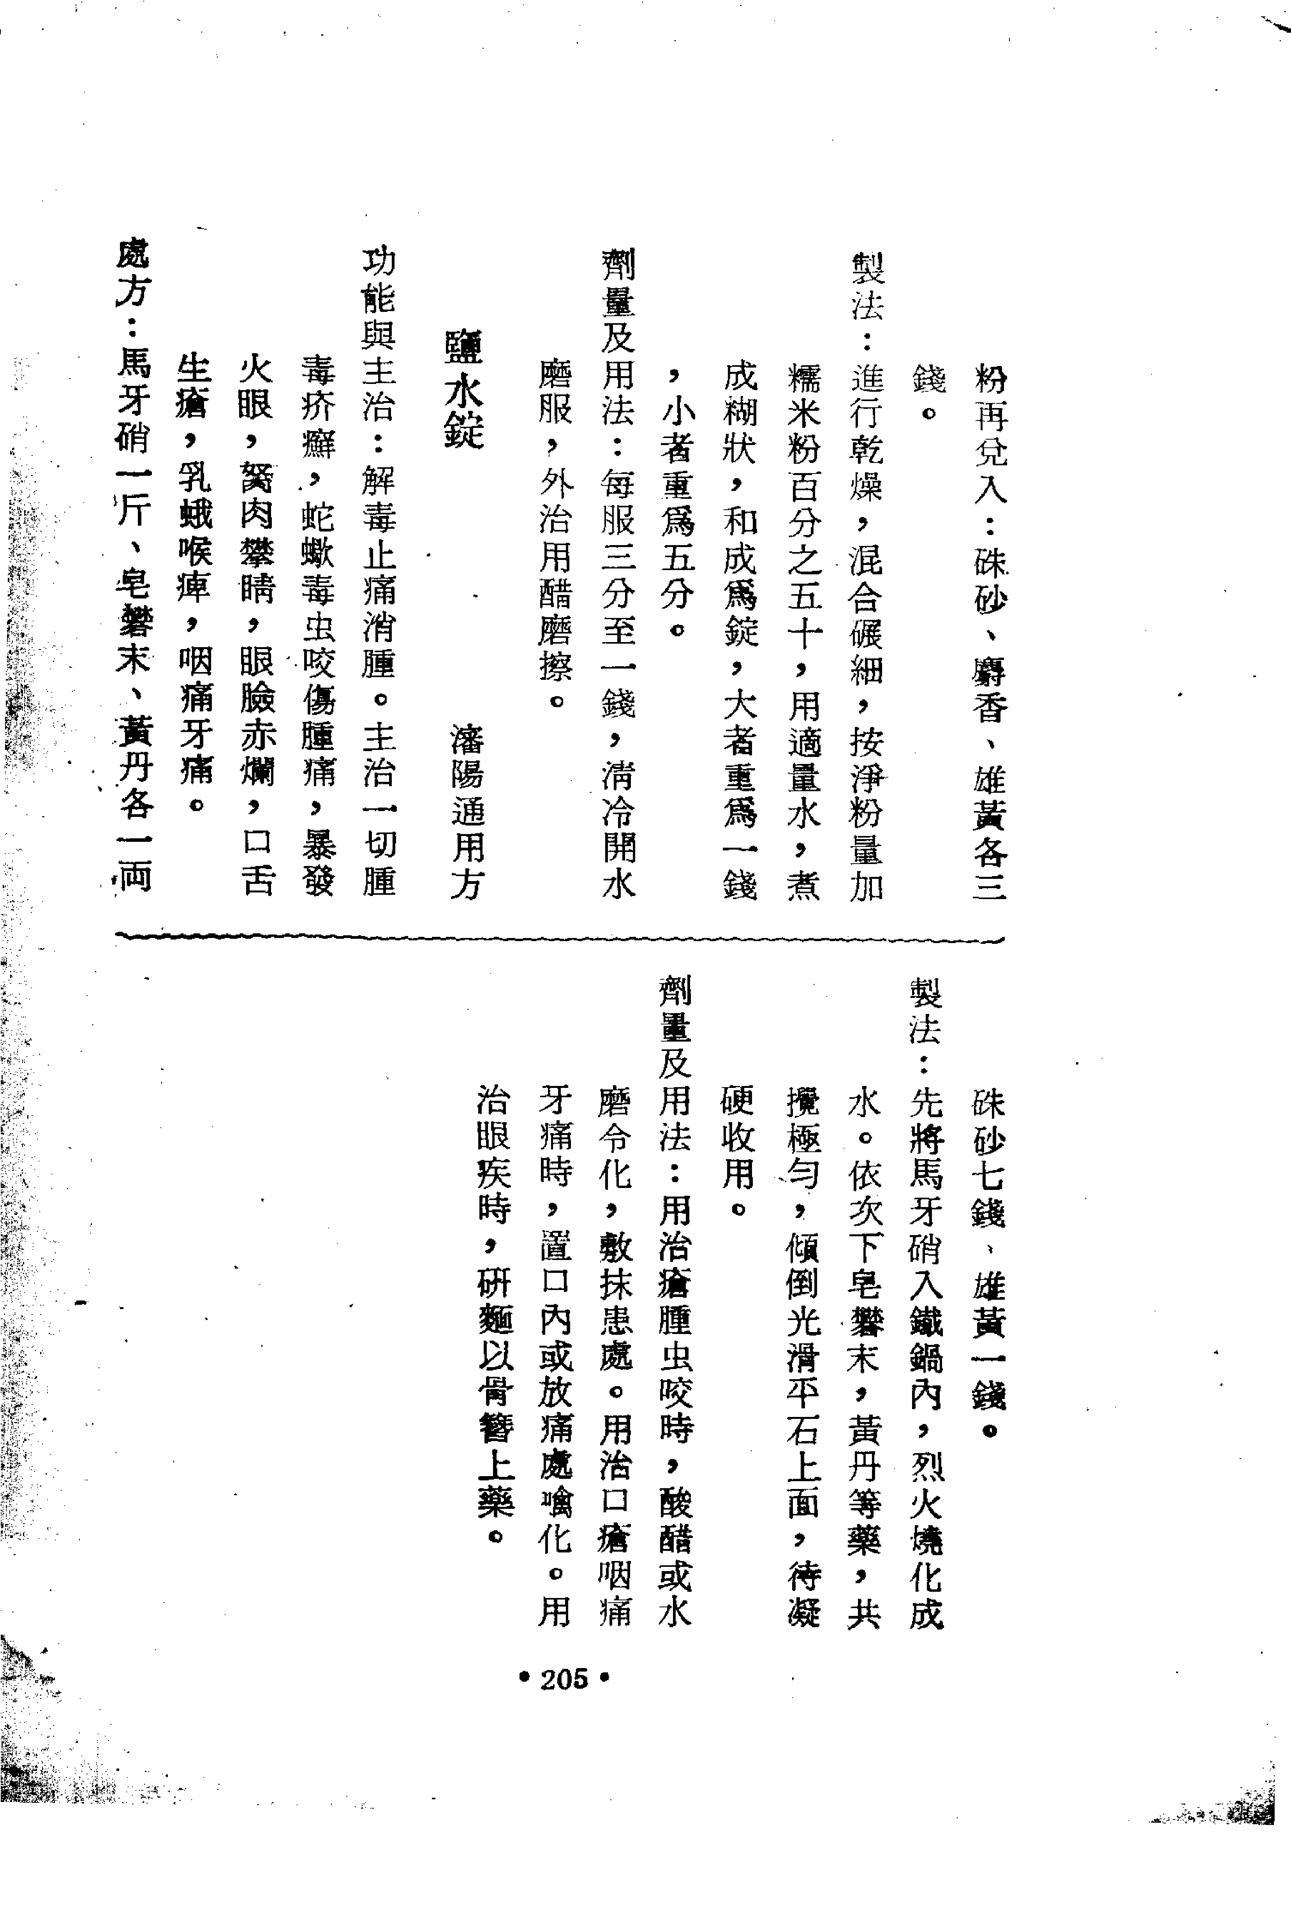 粉再兌入：硃砂、麝香、雄黃各三
錢。
製法：進行乾燥，混合碾細，按淨粉量加
糯米粉百分之五十，用適量水，煮
成糊狀，和成爲錠，大者重爲一錢
，小者重爲五分。
劑量及用法：每服三分至一錢，清冷開水
磨服，外治用醋磨擦。
鹽水錠　瀋陽通用方
功能與主治：解毒止痛消腫。主治一切腫
毒疥癬，蛇蠍毒虫咬傷腫痛，暴發
火眼，胬肉攀睛，眼臉赤爛，口舌
生瘡，乳蛾喉痺，咽痛牙痛。
處方：馬牙硝一斤、皂礬末、黃丹各一両
硃砂七錢、雄黃一錢。
製法：先將馬牙硝入鐵鍋內，烈火燒化成
水。依次下皂礬末，黃丹等藥，共
攪極勻，傾倒光滑平石上面，待凝
硬收用。
劑量及用法：用治瘡腫虫咬時，酸醋或水
磨令化，敷抹患處。用治口瘡咽痛
牙痛時，置口內或放痛處噙化。用
治眼疾時，研麵以骨簪上藥。
•205•